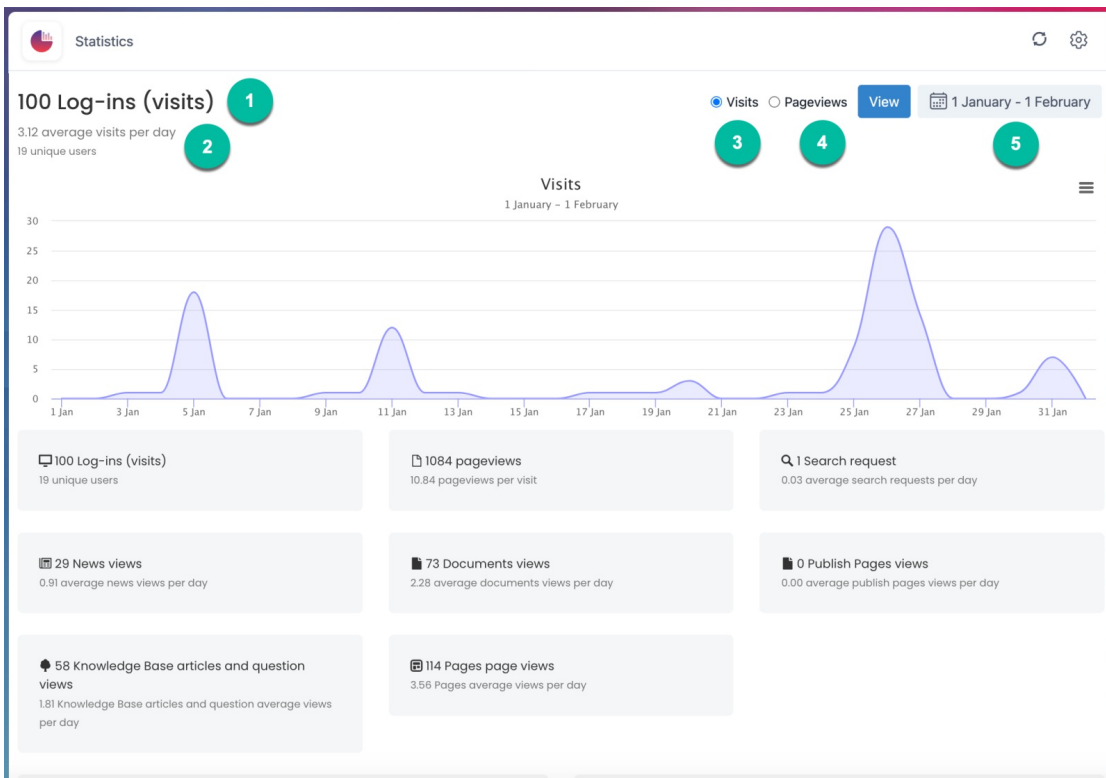 Statistics
100 Log-ins (visits)
1
3.12 average visits per day
2
19 unique users
Visits
Pageviews
View
1 January - 1 February
3
4
5
Visits
1 January – 1 February
30
25
20
15
10
5
0
1 Jan
3 Jan
5 Jan
7 Jan
9 Jan
11 Jan
13 Jan
15 Jan
17 Jan
19 Jan
21 Jan
23 Jan
25 Jan
27 Jan
29 Jan
31 Jan
100 Log-ins (visits)
19 unique users
1084 pageviews
10.84 pageviews per visit
1 Search request
0.03 average search requests per day
29 News views
0.91 average news views per day
73 Documents views
2.28 average documents views per day
0 Publish Pages views
0.00 average publish pages views per day
58 Knowledge Base articles and question
views
1.81 Knowledge Base articles and question average views
per day
114 Pages page views
3.56 Pages average views per day